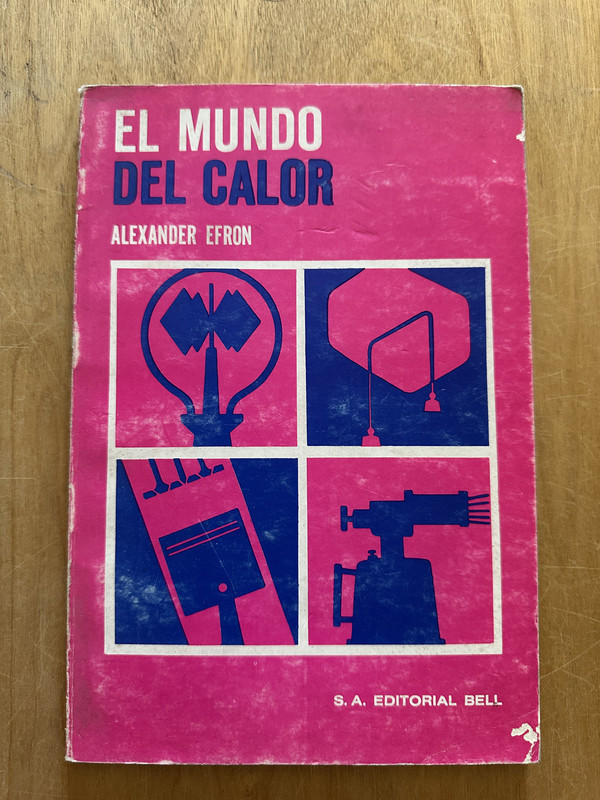 EL MUNDO
DEL CALOR
ALEXANDER EFRON
S. A. EDITORIAL BELL